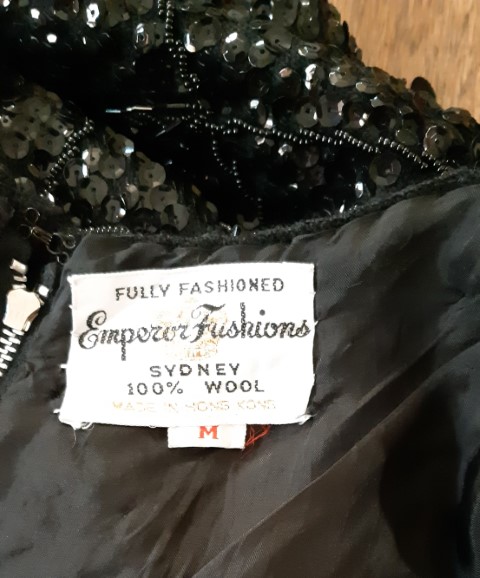 FULLY FASHIONED
Emperor Fashions
SYDNEY
100% WOOL
MADE IN HONG KONG
M